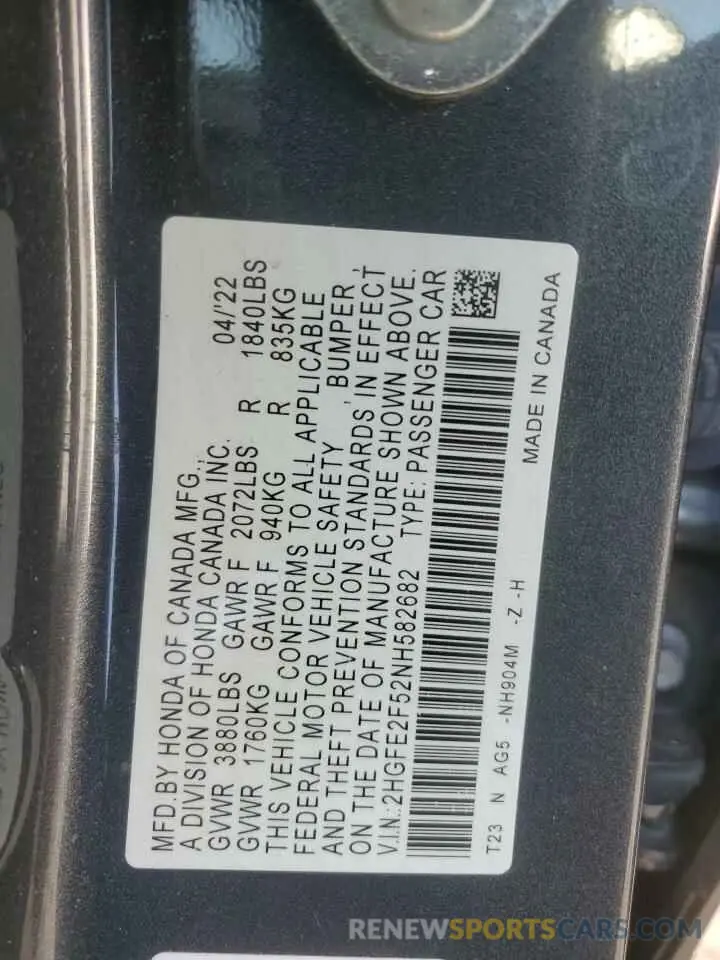 MFD.BY HONDA OF CANADA MFG.,
A DIVISION OF HONDA CANADA INC. 04/'22
GVWR 3880LBS GAWR F 2072LBS R 1840LBS
GVWR 1760KG GAWR F 940KG R 835KG
THIS VEHICLE CONFORMS TO ALL APPLICABLE
FEDERAL MOTOR VEHICLE SAFETY, BUMPER,
AND THEFT PREVENTION STANDARDS IN EFFECT
ON THE DATE OF MANUFACTURE SHOWN ABOVE.
V.I.N.:2HGFE2F52NH582682 TYPE:PASSENGER CAR
T23 N AG5 -NH904M -Z -H MADE IN CANADA
RENEWSPORTSCARS.COM